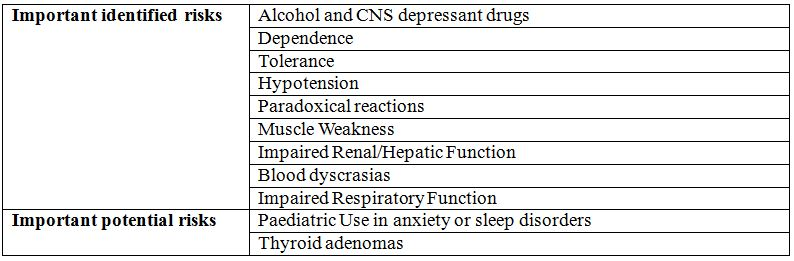 Important identified risks
Alcohol and CNS depressant drugs
Dependence
Tolerance
Hypotension
Paradoxical reactions
Muscle Weakness
Impaired Renal/Hepatic Function
Blood dyscrasias
Impaired Respiratory Function
Important potential risks
Paediatric Use in anxiety or sleep disorders
Thyroid adenomas